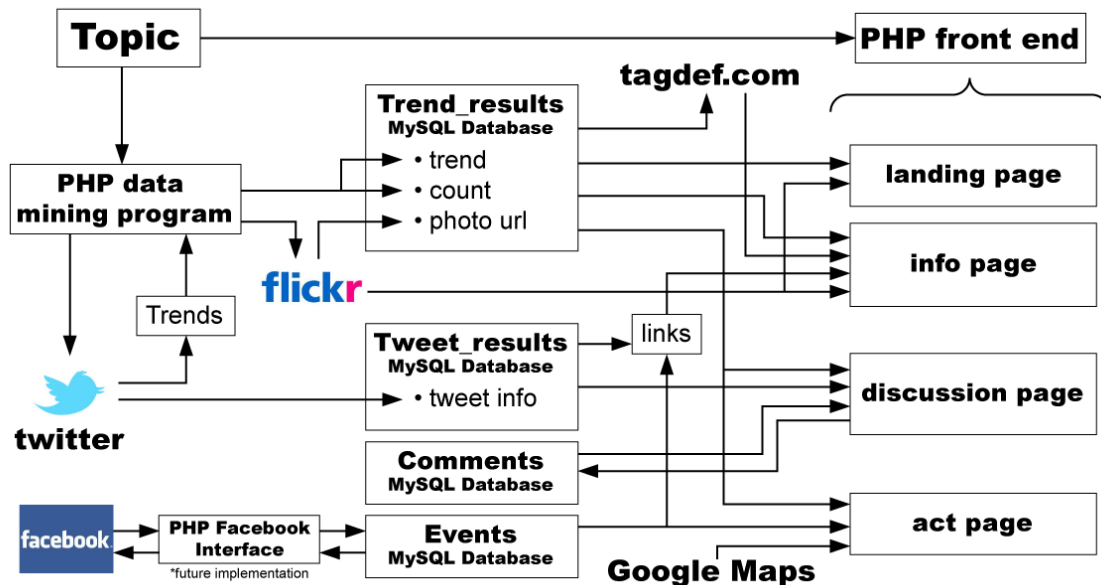 Topic
PHP front end
tagdef.com
Trend_results
MySQL Database
• trend
• count
• photo url
PHP data
mining program
landing page
info page
flickr
Trends
links
Tweet_results
MySQL Database
• tweet info
twitter
discussion page
Comments
MySQL Database
facebook.
PHP Facebook
Interface
*future implementation
Events
MySQL Database
act page
Google Maps